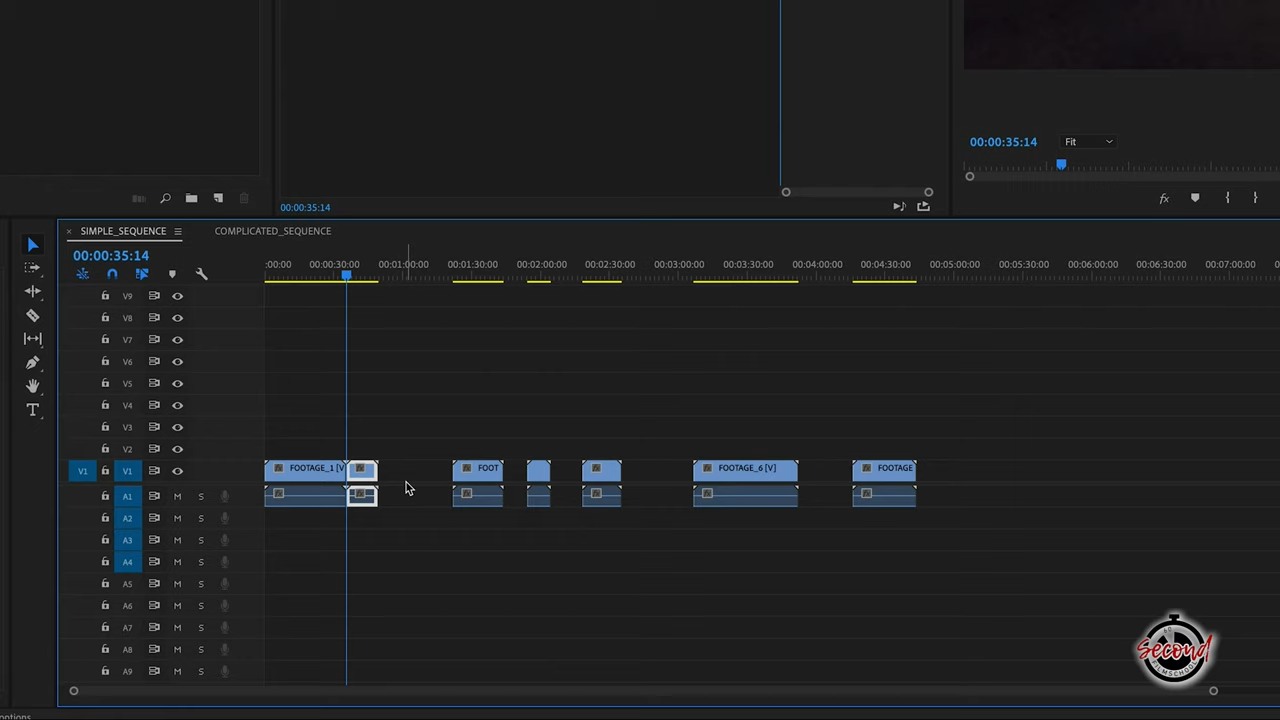 00:00:35:14
Fit
00:00:35:14
fx
SIMPLE_SEQUENCE
COMPLICATED_SEQUENCE
00:00:35:14
:00:00 00:00:30:00 00:01:00:00 00:01:30:00 00:02:00:00 00:02:30:00 00:03:00:00 00:03:30:00 00:04:00:00 00:04:30:00 00:05:00:00 00:05:30:00 00:06:00:00 00:06:30:00 00:07:00:00
V9
V8
V7
V6
V5
V4
V3
V2
V1 V1 FOOTAGE_1 [V FOOT FOOTAGE_6 [V] FOOTAGE
A1 M S
A2 M S
A3 M S
A4 M S
A5 M S
A6 M S
A7 M S
A8 M S
A9 M S
T
60
Second
FILMSCHOOL
options